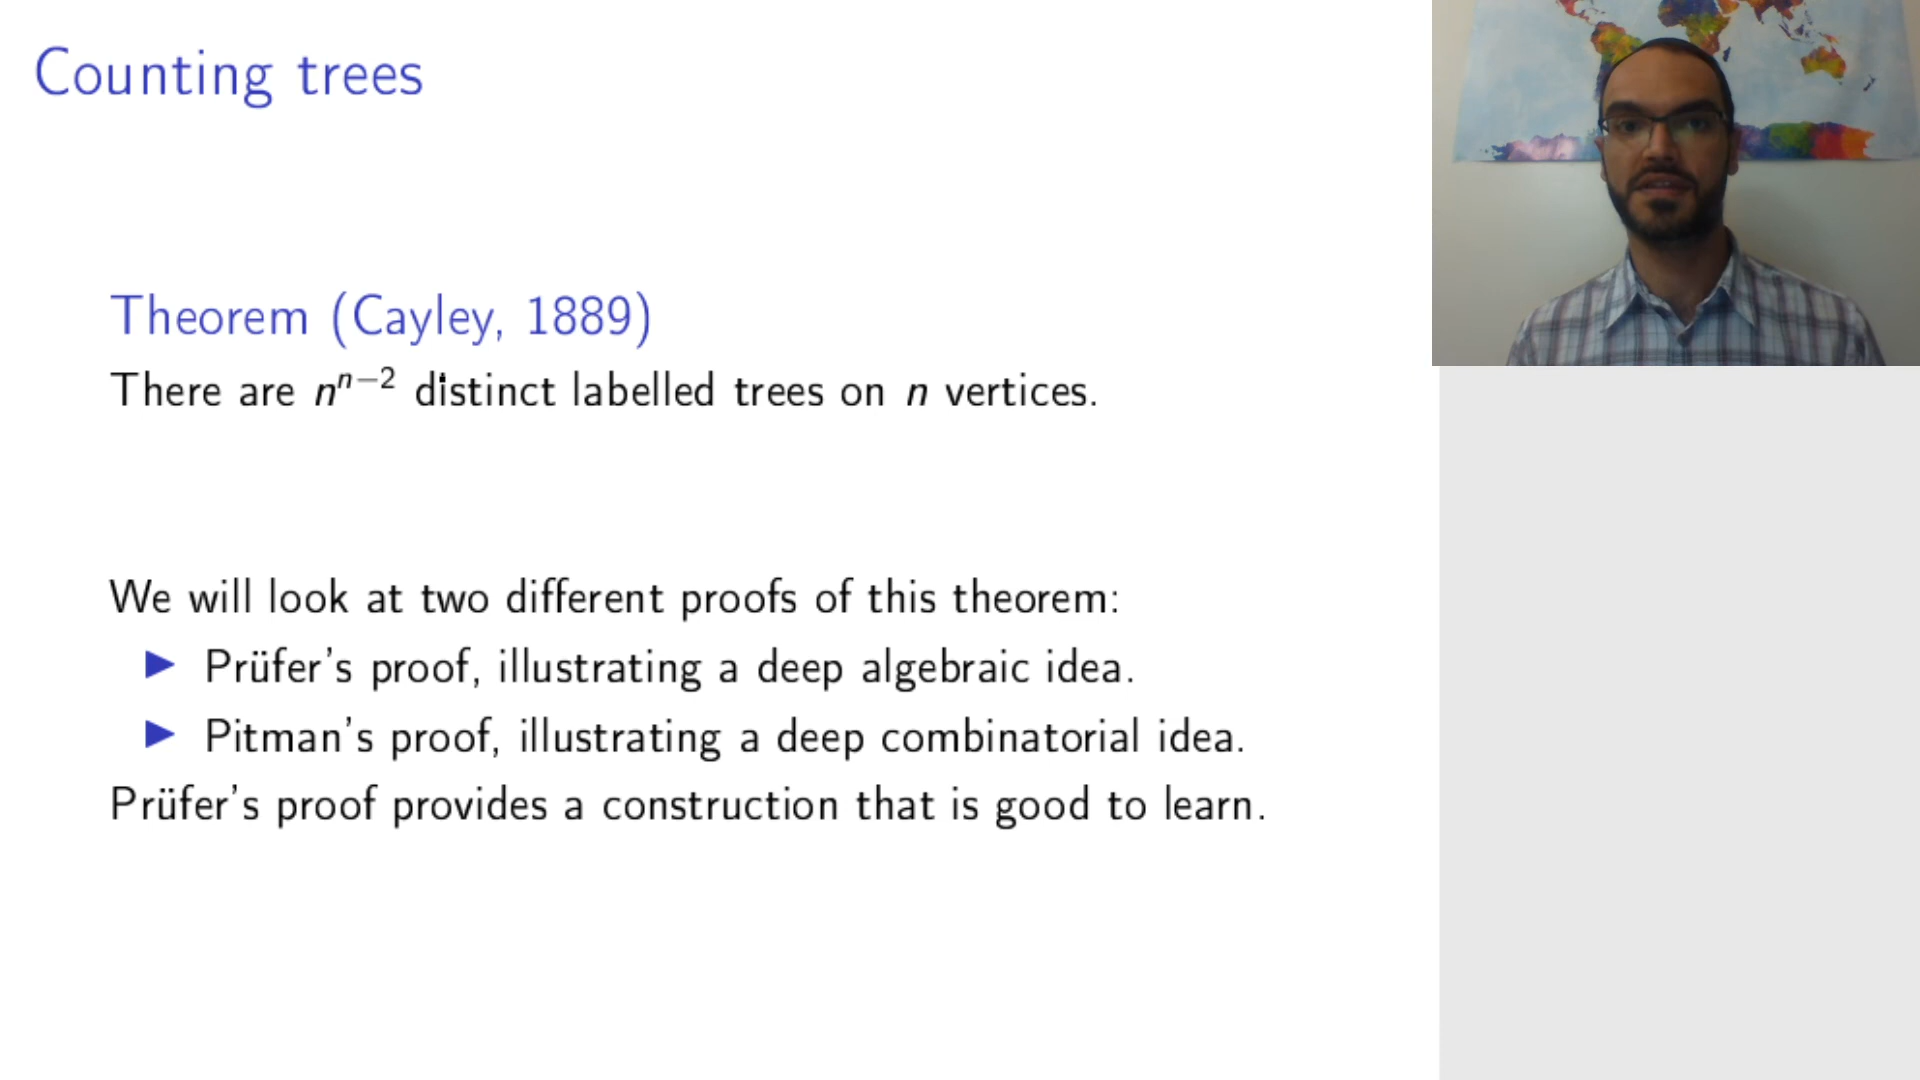 Counting trees
Theorem (Cayley, 1889)
There are nⁿ⁻² distinct labelled trees on n vertices.
We will look at two different proofs of this theorem:
▶ Prüfer's proof, illustrating a deep algebraic idea.
▶ Pitman's proof, illustrating a deep combinatorial idea.
Prüfer's proof provides a construction that is good to learn.